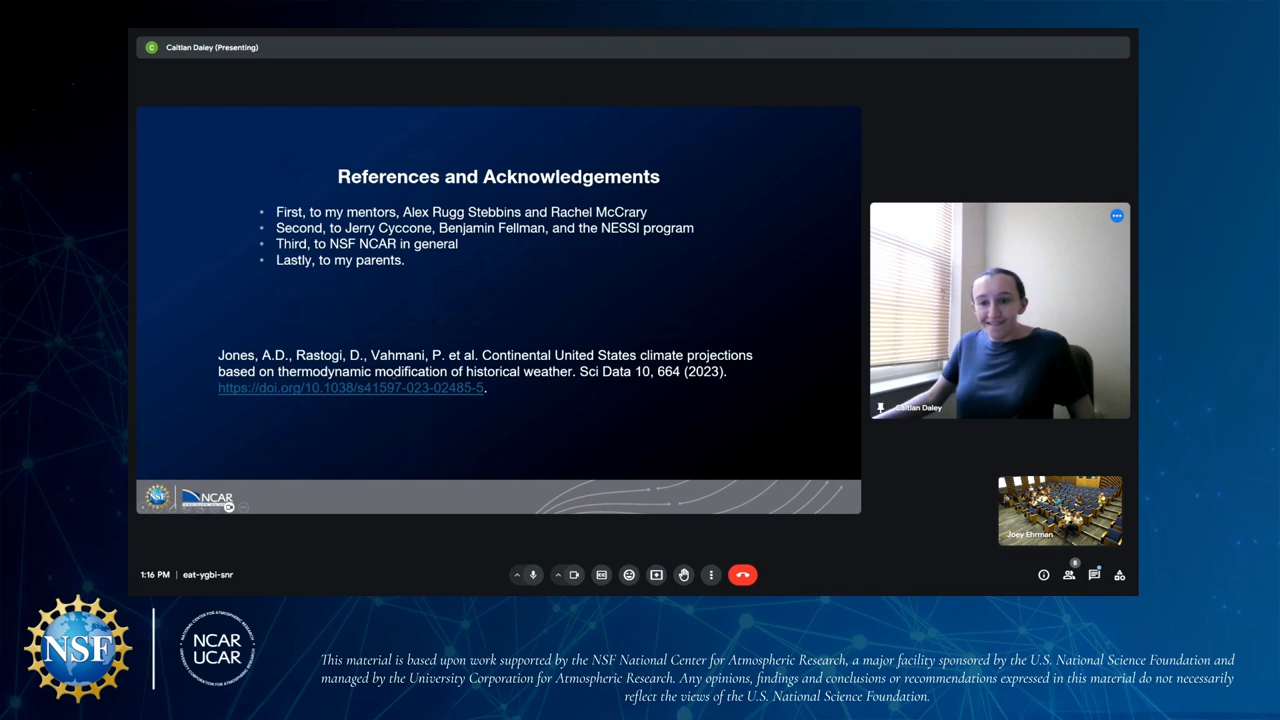 C
Caitlan Daley (Presenting)
References and Acknowledgements
• First, to my mentors, Alex Rugg Stebbins and Rachel McCrary
• Second, to Jerry Cyccone, Benjamin Fellman, and the NESSI program
• Third, to NSF NCAR in general
• Lastly, to my parents.
Jones, A.D., Rastogi, D., Vahmani, P. et al. Continental United States climate projections
based on thermodynamic modification of historical weather. Sci Data 10, 664 (2023).
https://doi.org/10.1038/s41597-023-02485-5.
NSF
NCAR
Caitlan Daley
Joey Ehrman
1:16 PM | eat-ygbi-snr
CC
8
NSF
NCAR
UCAR
This material is based upon work supported by the NSF National Center for Atmospheric Research, a major facility sponsored by the U.S. National Science Foundation and
managed by the University Corporation for Atmospheric Research. Any opinions, findings and conclusions or recommendations expressed in this material do not necessarily
reflect the views of the U.S. National Science Foundation.